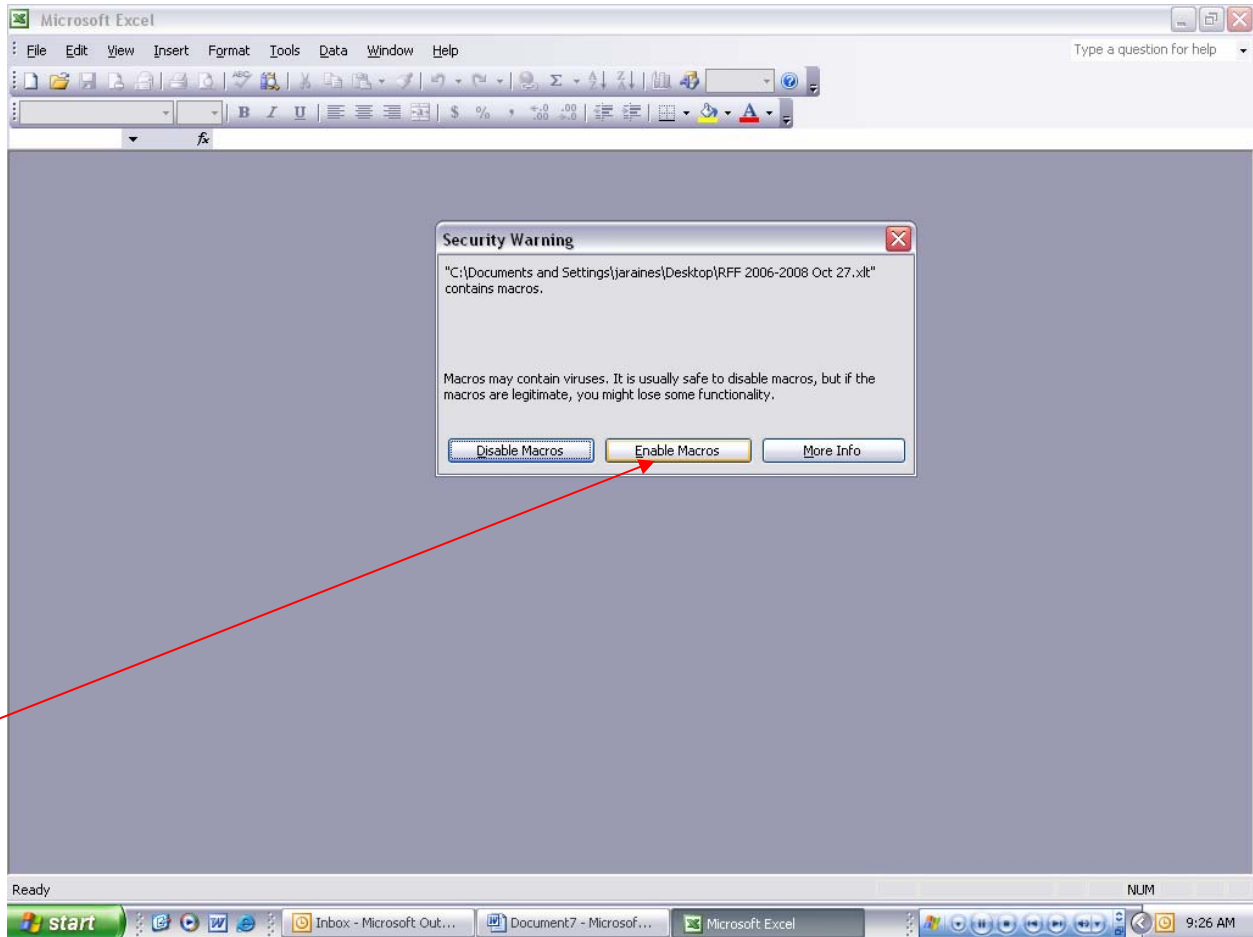 Microsoft Excel
File Edit View Insert Format Tools Data Window Help Type a question for help
B I U $ % , .00 .00 A
fx
Security Warning
"C:\Documents and Settings\jaraines\Desktop\RFF 2006-2008 Oct 27.xlt"
contains macros.
Macros may contain viruses. It is usually safe to disable macros, but if the
macros are legitimate, you might lose some functionality.
Disable Macros Enable Macros More Info
Ready NUM
start Inbox - Microsoft Out... Document7 - Microsof... Microsoft Excel 9:26 AM